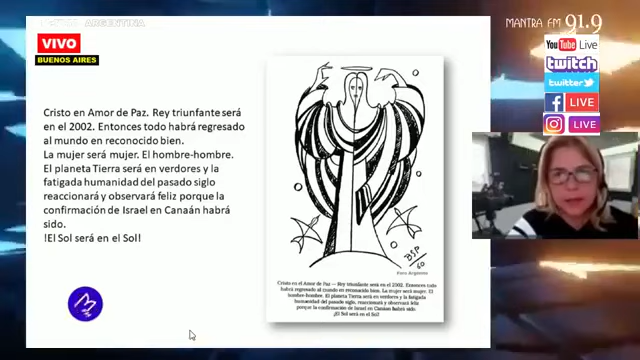 ARGENTINA
MANTRA FM 91.9
VIVO
BUENOS AIRES
YouTube Live
twitch
twitter
LIVE
LIVE
Cristo en Amor de Paz. Rey triunfante será
en el 2002. Entonces todo habrá regresado
al mundo en reconocido bien.
La mujer será mujer. El hombre-hombre.
El planeta Tierra será en verdores y la
fatigada humanidad del pasado siglo
reaccionará y observará feliz porque la
confirmación de Israel en Canaán habrá
sido.
!El Sol será en el Sol!
BSP
60
Cristo en el Amor de Paz — Rey triunfante será en el 2002. Entonces todo
habrá regresado al mundo en reconocido bien. La mujer será mujer. El
hombre-hombre. El planeta Tierra será en verdores y la fatigada
humanidad del pasado siglo, reaccionará y observará feliz
porque la confirmación de Israel en Canaan habrá sido.
¡El Sol será en el Sol!